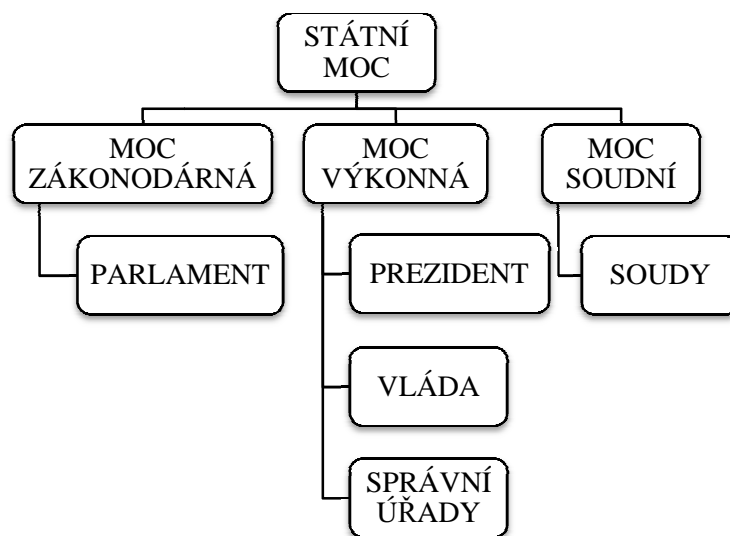 STÁTNÍ
MOC
MOC
ZÁKONODÁRNÁ
MOC
VÝKONNÁ
MOC
SOUDNÍ
PARLAMENT
PREZIDENT
SOUDY
VLÁDA
SPRÁVNÍ
ÚŘADY